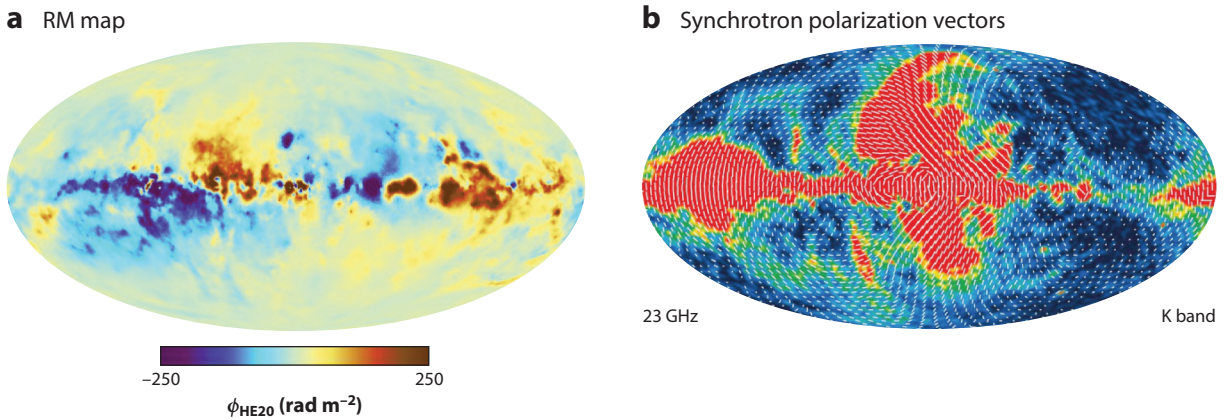 a RM map
−250
250
ϕHE20 (rad m−2)
b Synchrotron polarization vectors
23 GHz
K band